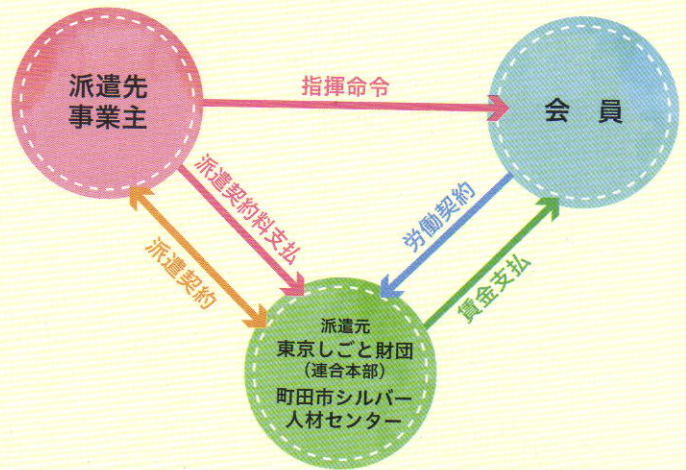 派遣先
事業主
指揮命令
会 員
派遣契約料支払
派遣契約
労働契約
賃金支払
派遣元
東京しごと財団
（連合本部）
町田市シルバー
人材センター